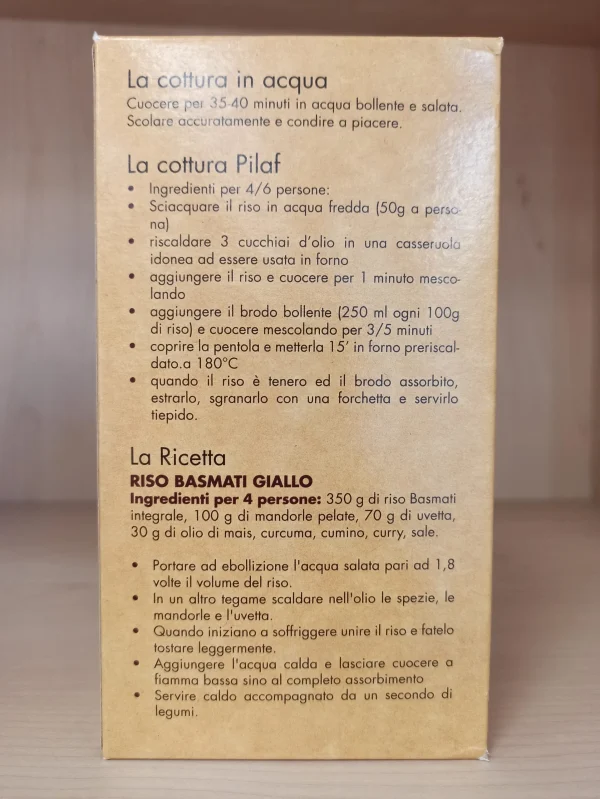 La cottura in acqua
Cuocere per 35-40 minuti in acqua bollente e salata.
Scolare accuratamente e condire a piacere.
La cottura Pilaf
• Ingredienti per 4/6 persone:
• Sciacquare il riso in acqua fredda (50g a perso-
na)
• riscaldare 3 cucchiai d'olio in una casseruola
idonea ad essere usata in forno
• aggiungere il riso e cuocere per 1 minuto mesco-
lando
• aggiungere il brodo bollente (250 ml ogni 100g
di riso) e cuocere mescolando per 3/5 minuti
• coprire la pentola e metterla 15' in forno preriscal-
dato.a 180°C
• quando il riso è tenero ed il brodo assorbito,
estrarlo, sgranarlo con una forchetta e servirlo
tiepido.
La Ricetta
RISO BASMATI GIALLO
Ingredienti per 4 persone: 350 g di riso Basmati
integrale, 100 g di mandorle pelate, 70 g di uvetta,
30 g di olio di mais, curcuma, cumino, curry, sale.
• Portare ad ebollizione l'acqua salata pari ad 1,8
volte il volume del riso.
• In un altro tegame scaldare nell'olio le spezie, le
mandorle e l'uvetta.
• Quando iniziano a soffriggere unire il riso e fatelo
tostare leggermente.
• Aggiungere l'acqua calda e lasciare cuocere a
fiamma bassa sino al completo assorbimento
• Servire caldo accompagnato da un secondo di
legumi.